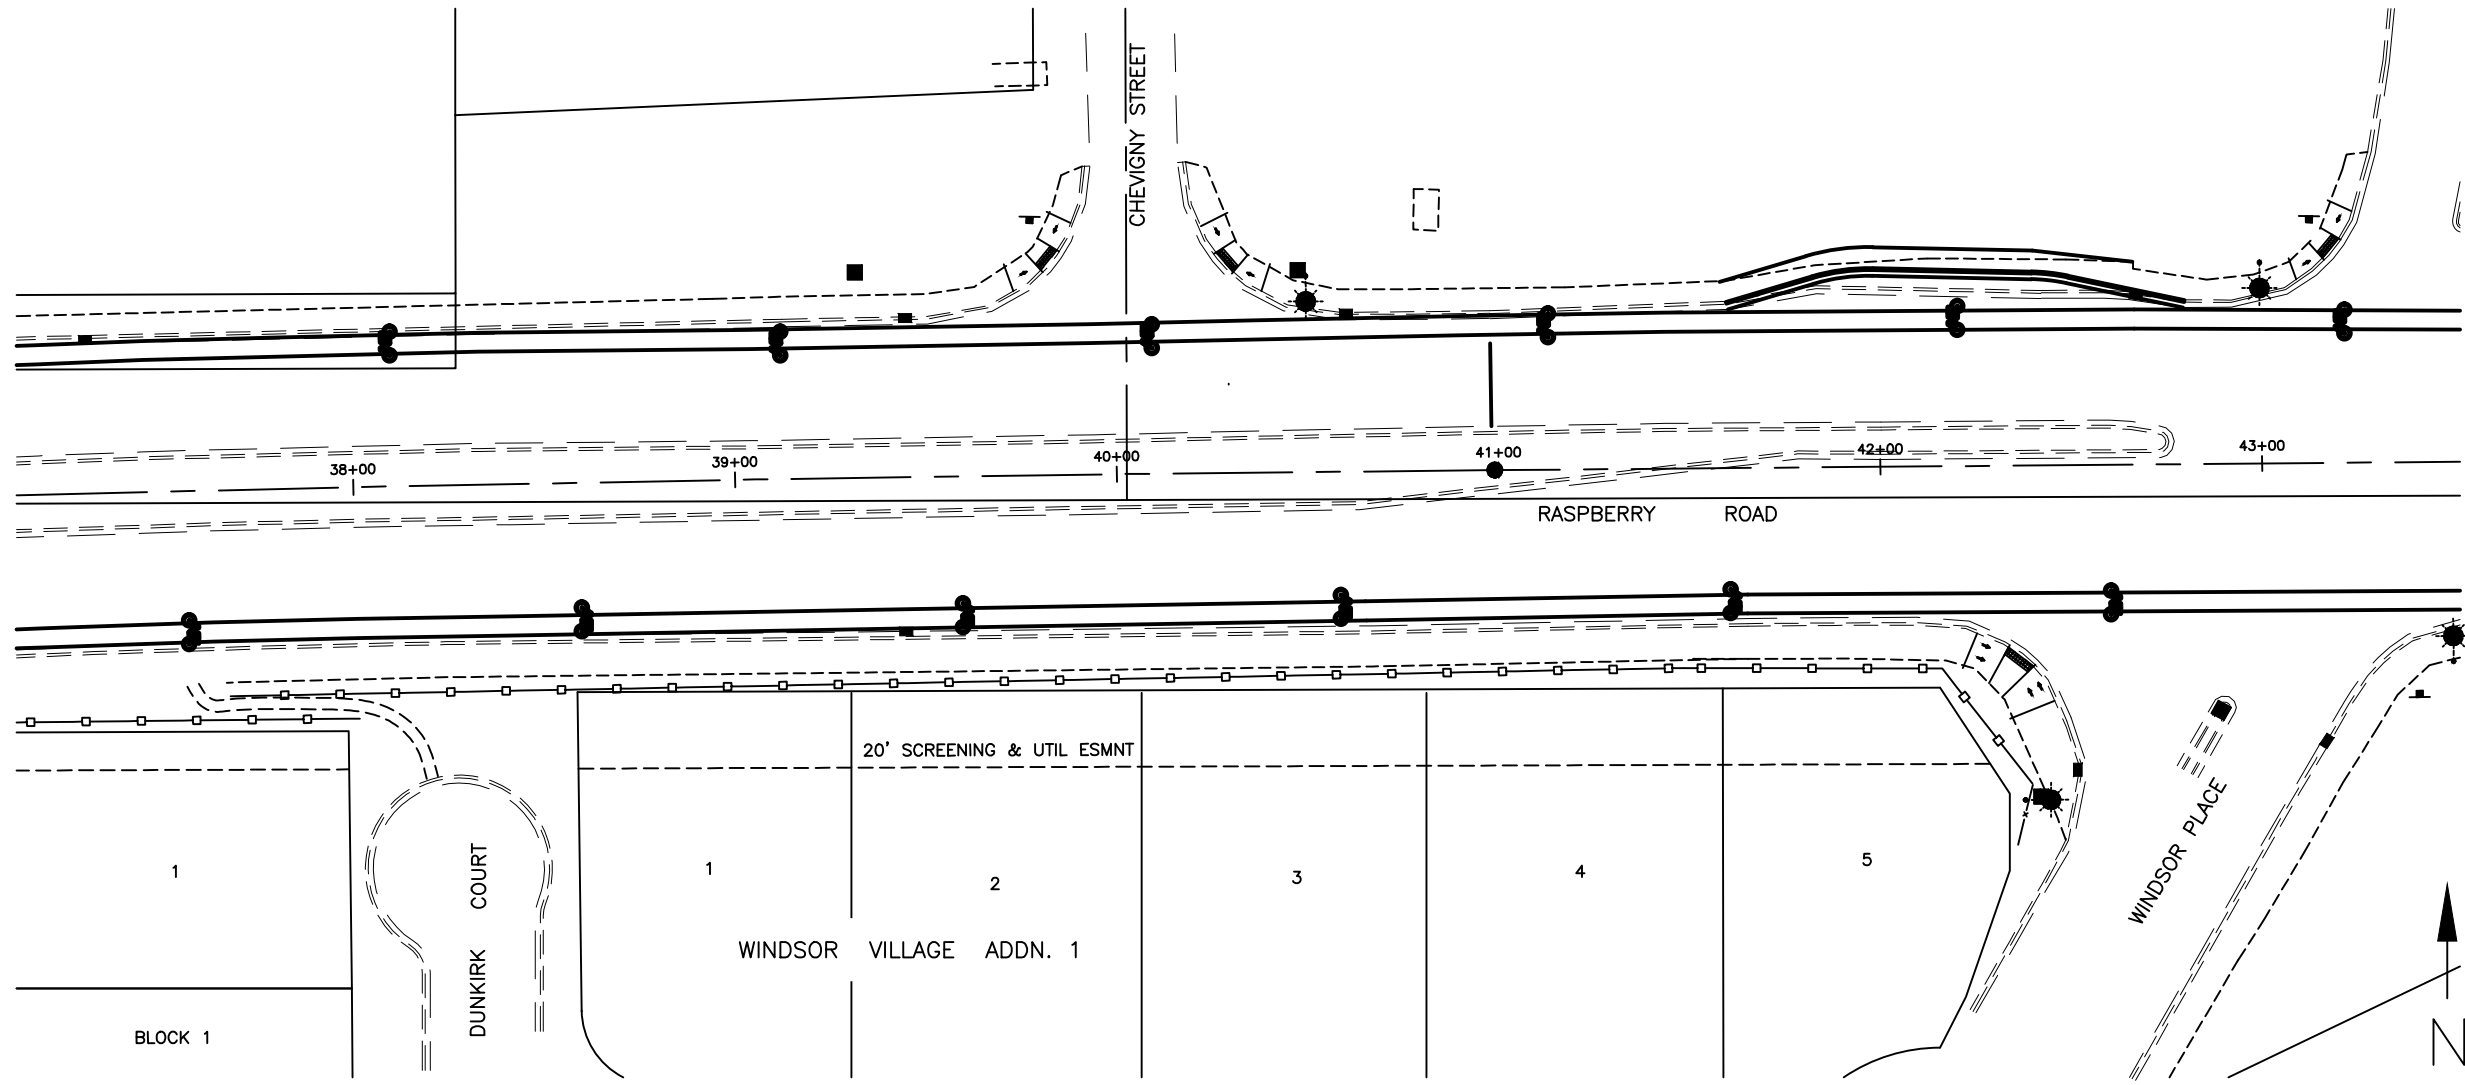 CHEVIGNY STREET
38+00
39+00
40+00
41+00
42+00
43+00
RASPBERRY ROAD
20' SCREENING & UTIL ESMNT
1
1
2
3
4
5
WINDSOR PLACE
DUNKIRK COURT
WINDSOR VILLAGE ADDN. 1
BLOCK 1
N